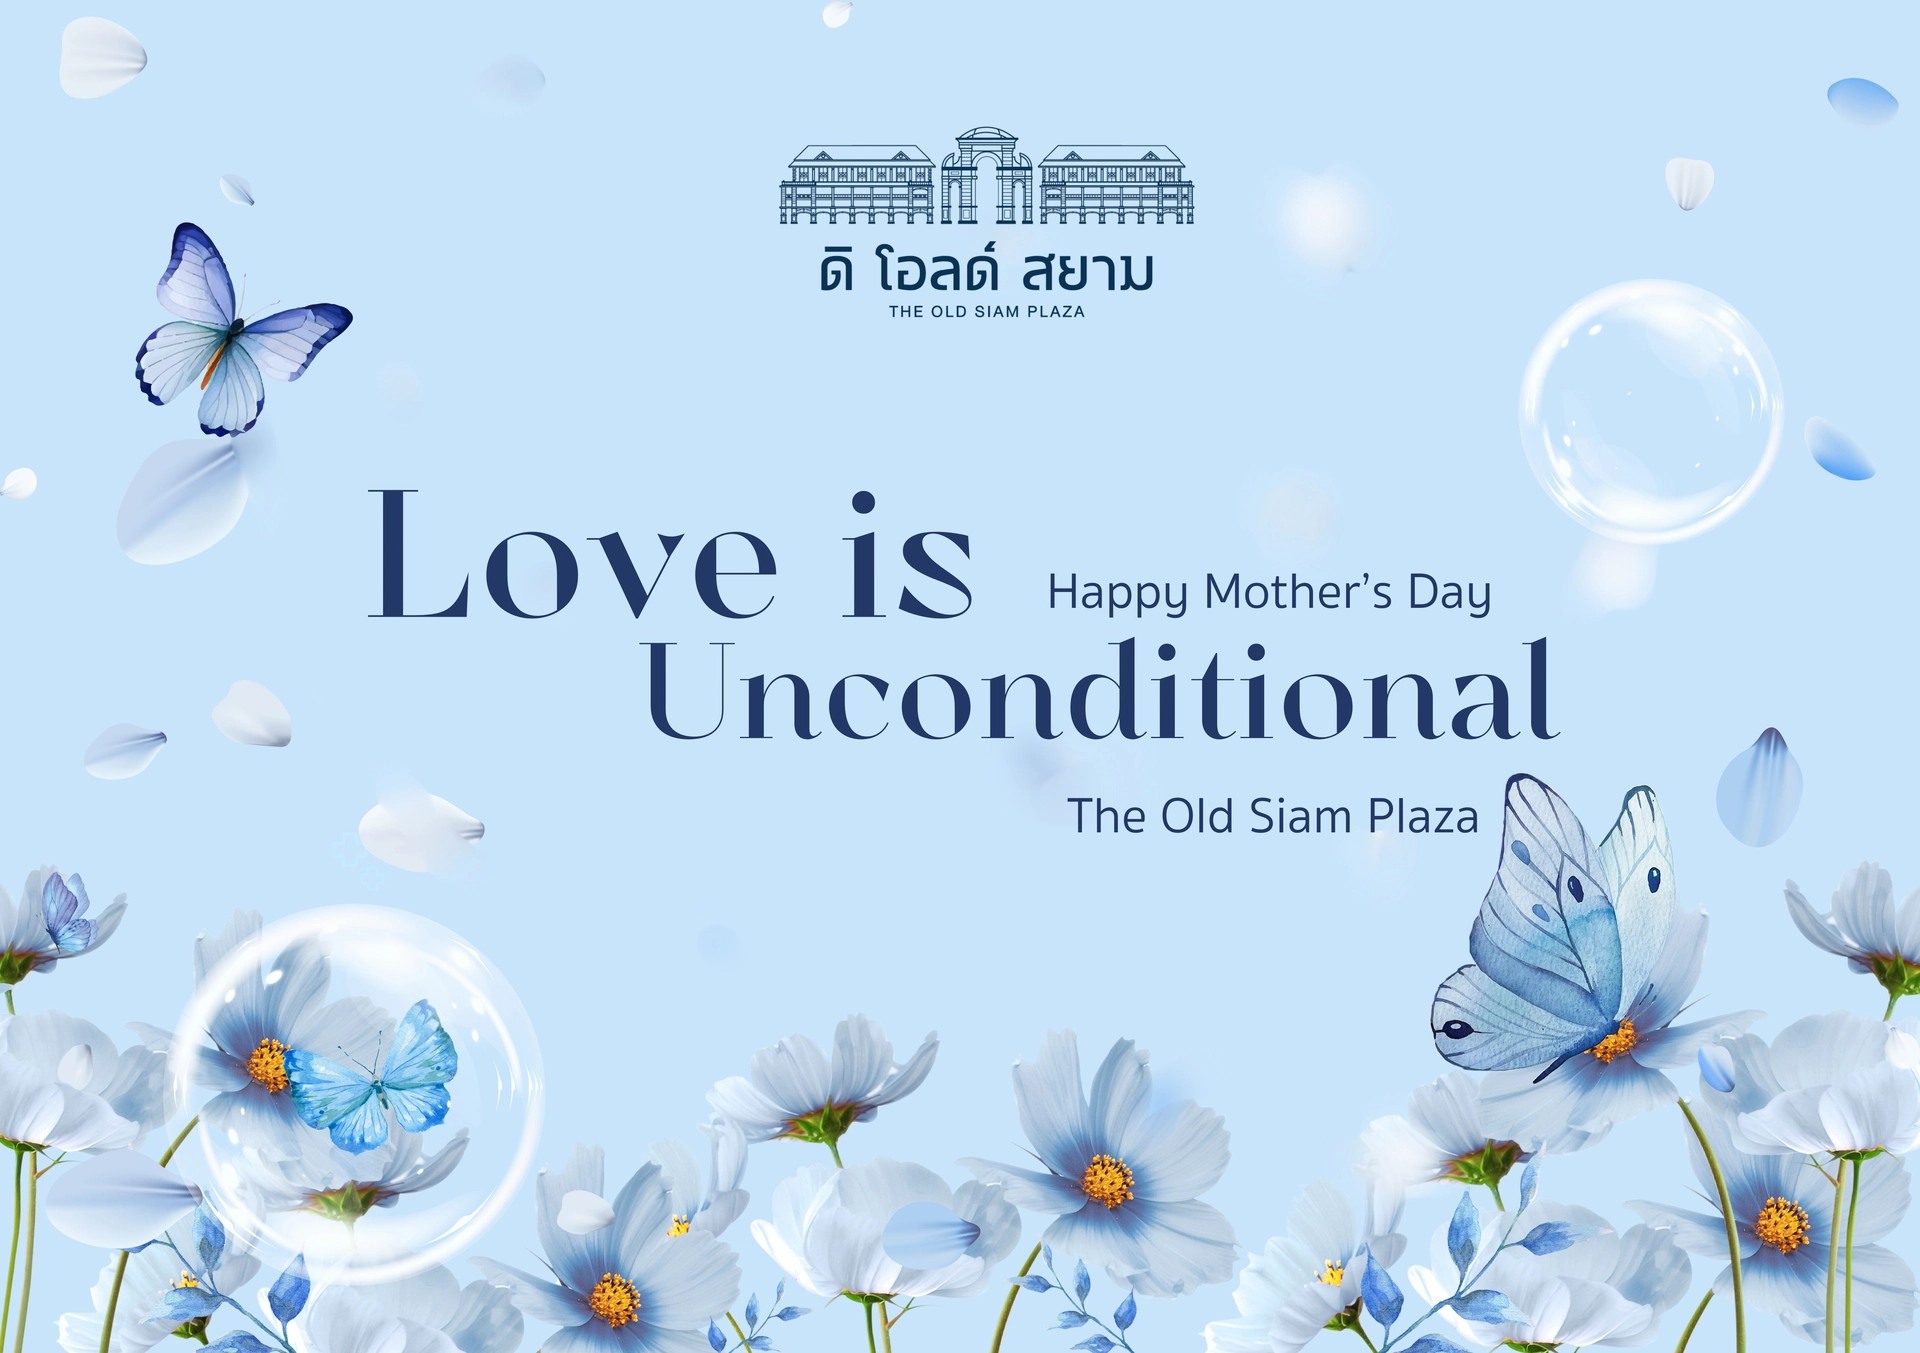 ดิ โอลด์ สยาม
THE OLD SIAM PLAZA
Love is
Happy Mother's Day
Unconditional
The Old Siam Plaza